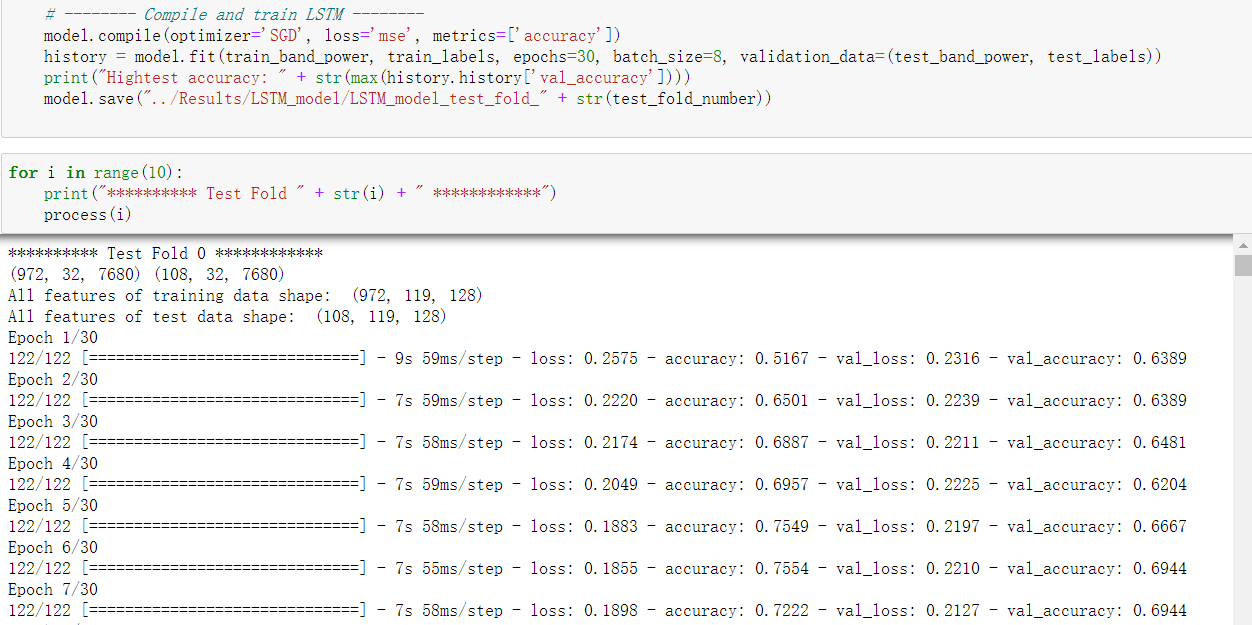 # -------- Compile and train LSTM --------
model.compile(optimizer='SGD', loss='mse', metrics=['accuracy'])
history = model.fit(train_band_power, train_labels, epochs=30, batch_size=8, validation_data=(test_band_power, test_labels))
print("Hightest accuracy: " + str(max(history.history['val_accuracy'])))
model.save("../Results/LSTM_model/LSTM_model_test_fold_" + str(test_fold_number))
for i in range(10):
print("********** Test Fold " + str(i) + " ************")
process(i)
********** Test Fold 0 ************
(972, 32, 7680) (108, 32, 7680)
All features of training data shape:  (972, 119, 128)
All features of test data shape:  (108, 119, 128)
Epoch 1/30
122/122 [==============================] - 9s 59ms/step - loss: 0.2575 - accuracy: 0.5167 - val_loss: 0.2316 - val_accuracy: 0.6389
Epoch 2/30
122/122 [==============================] - 7s 59ms/step - loss: 0.2220 - accuracy: 0.6501 - val_loss: 0.2239 - val_accuracy: 0.6389
Epoch 3/30
122/122 [==============================] - 7s 58ms/step - loss: 0.2174 - accuracy: 0.6887 - val_loss: 0.2211 - val_accuracy: 0.6481
Epoch 4/30
122/122 [==============================] - 7s 59ms/step - loss: 0.2049 - accuracy: 0.6957 - val_loss: 0.2225 - val_accuracy: 0.6204
Epoch 5/30
122/122 [==============================] - 7s 58ms/step - loss: 0.1883 - accuracy: 0.7549 - val_loss: 0.2197 - val_accuracy: 0.6667
Epoch 6/30
122/122 [==============================] - 7s 55ms/step - loss: 0.1855 - accuracy: 0.7554 - val_loss: 0.2210 - val_accuracy: 0.6944
Epoch 7/30
122/122 [==============================] - 7s 58ms/step - loss: 0.1898 - accuracy: 0.7222 - val_loss: 0.2127 - val_accuracy: 0.6944